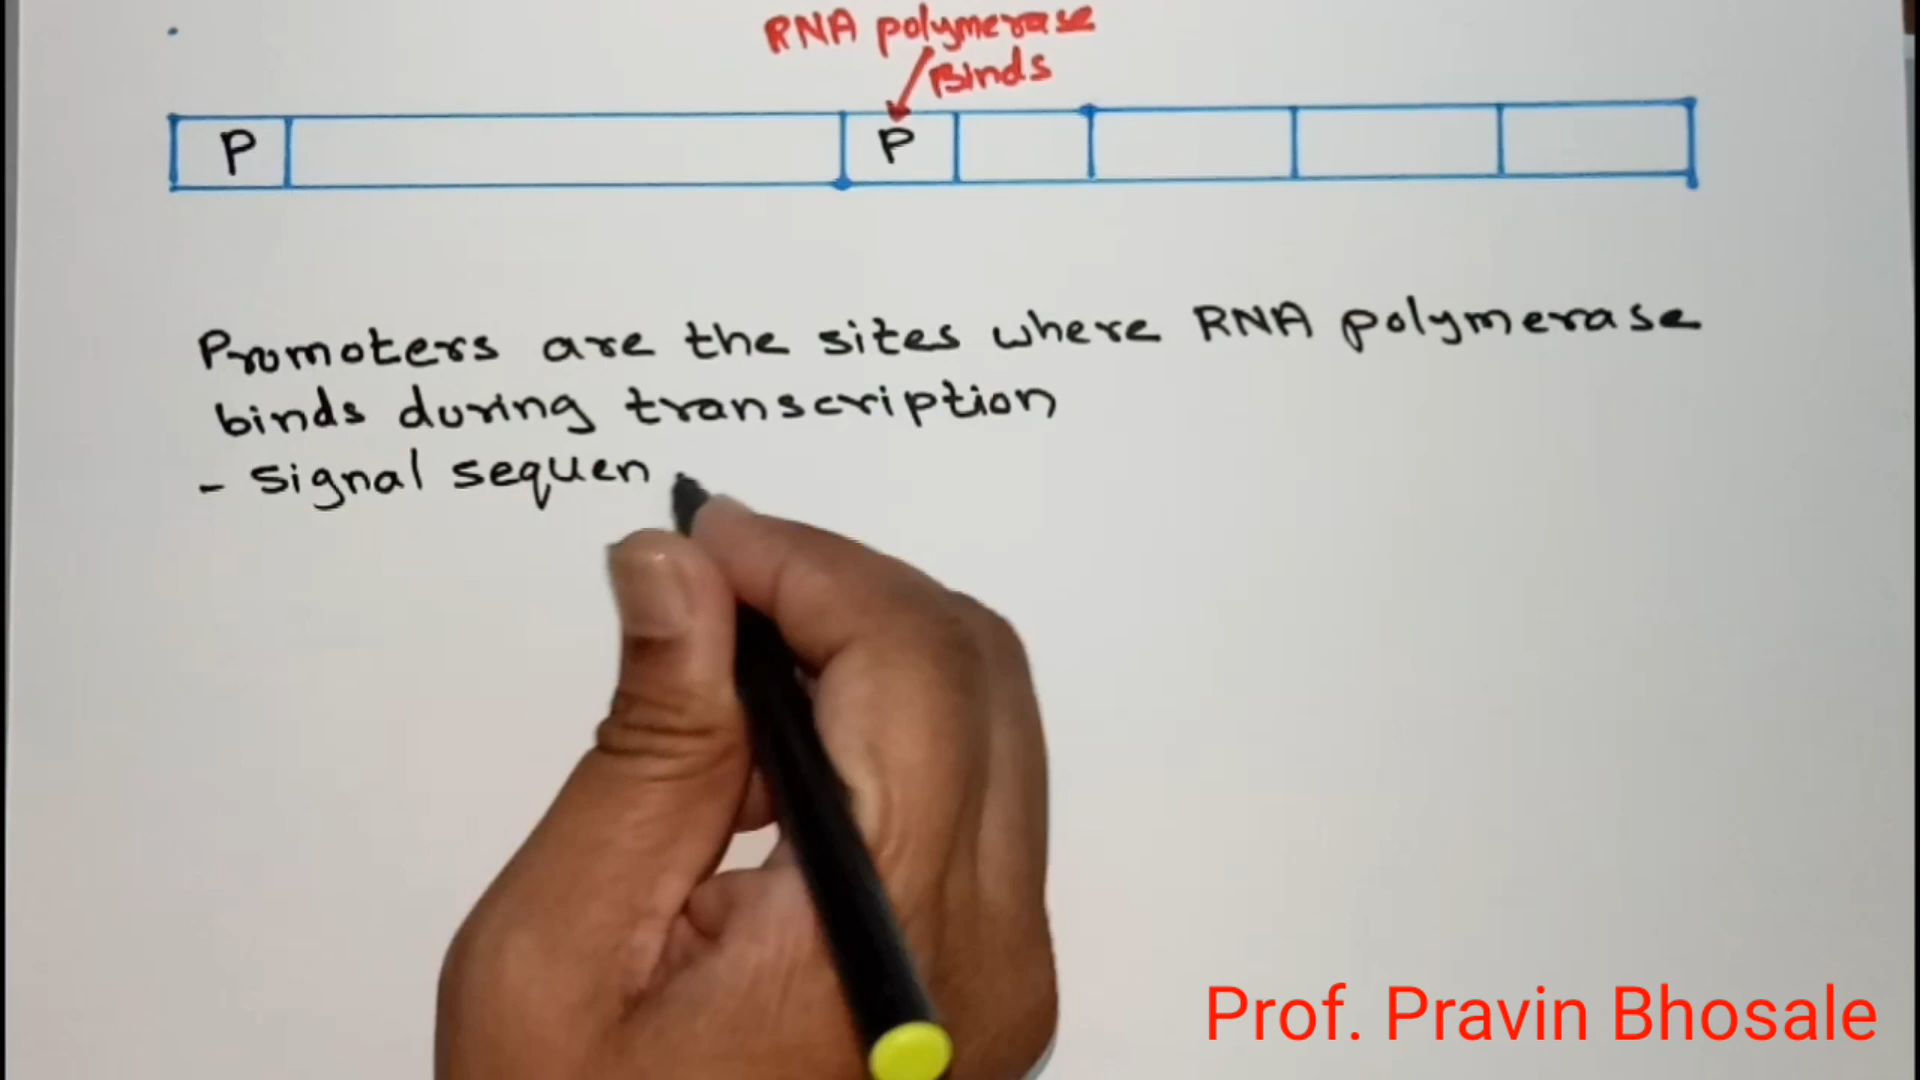 RNA polymerase
Binds
P
P
Promoters are the sites where RNA polymerase
binds during transcription
- Signal sequen
Prof. Pravin Bhosale